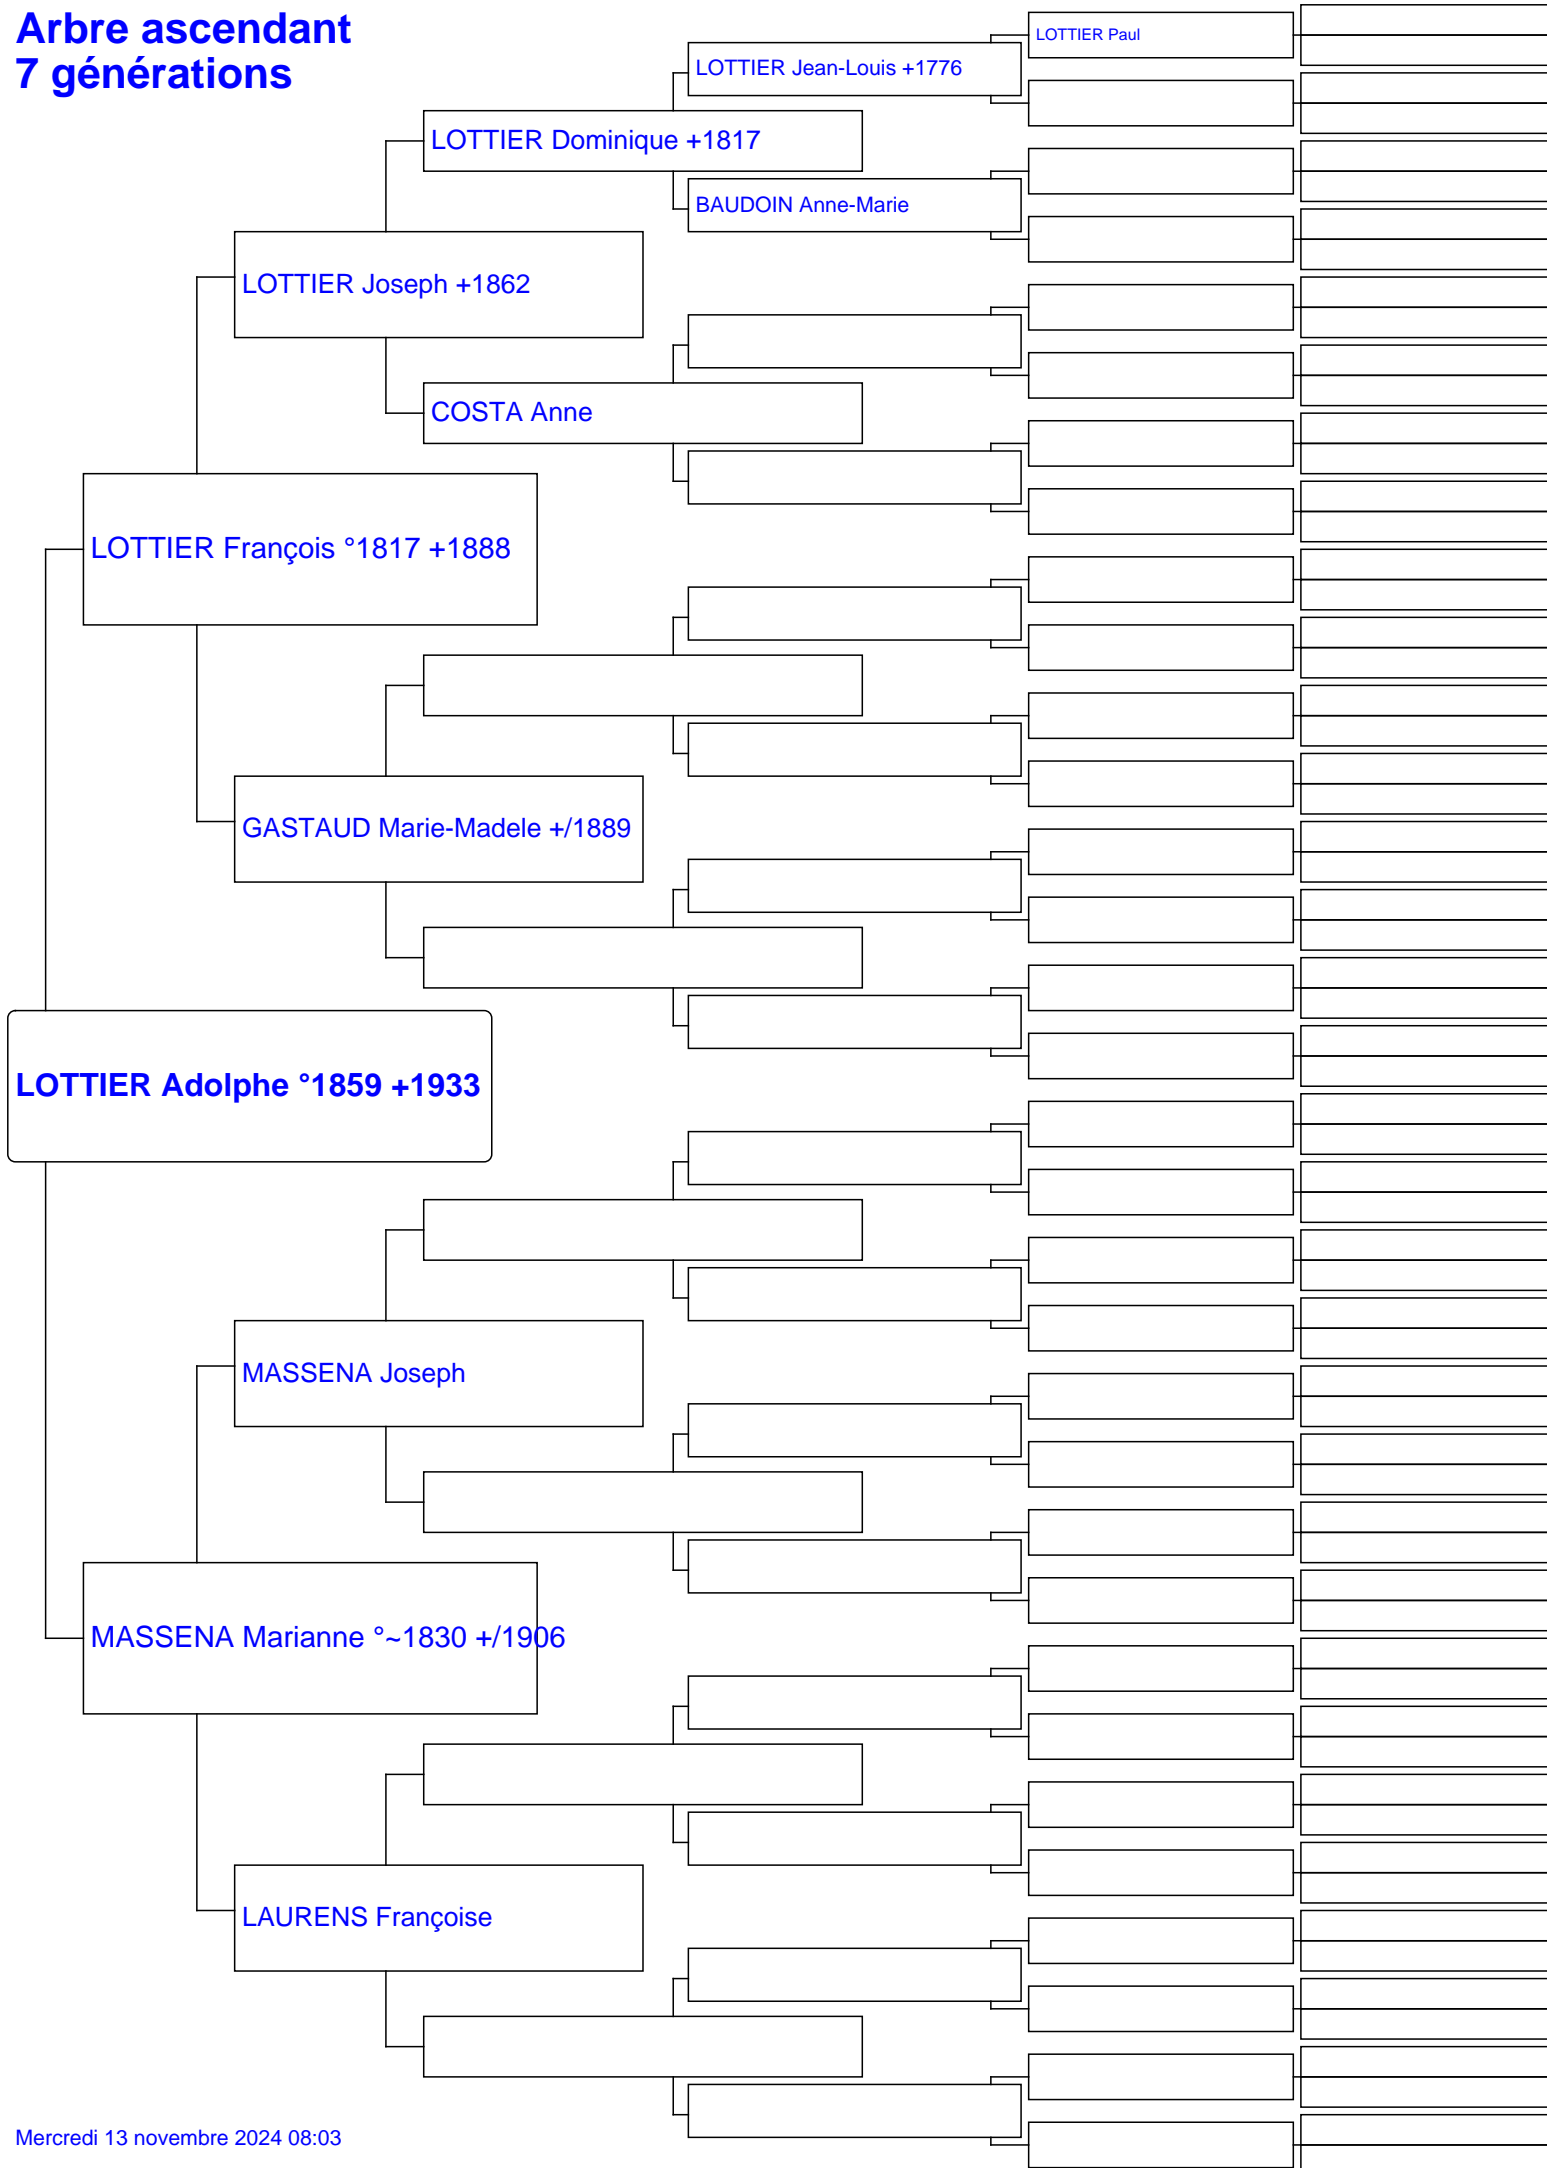 Arbre ascendant
7 générations
LOTTIER Paul
LOTTIER Jean-Louis +1776
LOTTIER Dominique +1817
BAUDOIN Anne-Marie
LOTTIER Joseph +1862
COSTA Anne
LOTTIER François °1817 +1888
GASTAUD Marie-Madele +/1889
LOTTIER Adolphe °1859 +1933
MASSENA Joseph
MASSENA Marianne °~1830 +/1906
LAURENS Françoise
Mercredi 13 novembre 2024 08:03